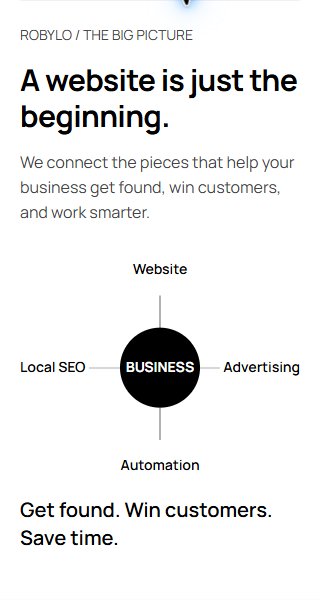 ROBYLO / THE BIG PICTURE
A website is just the
beginning.
We connect the pieces that help your
business get found, win customers,
and work smarter.
Website
Local SEO
BUSINESS
Advertising
Automation
Get found. Win customers.
Save time.